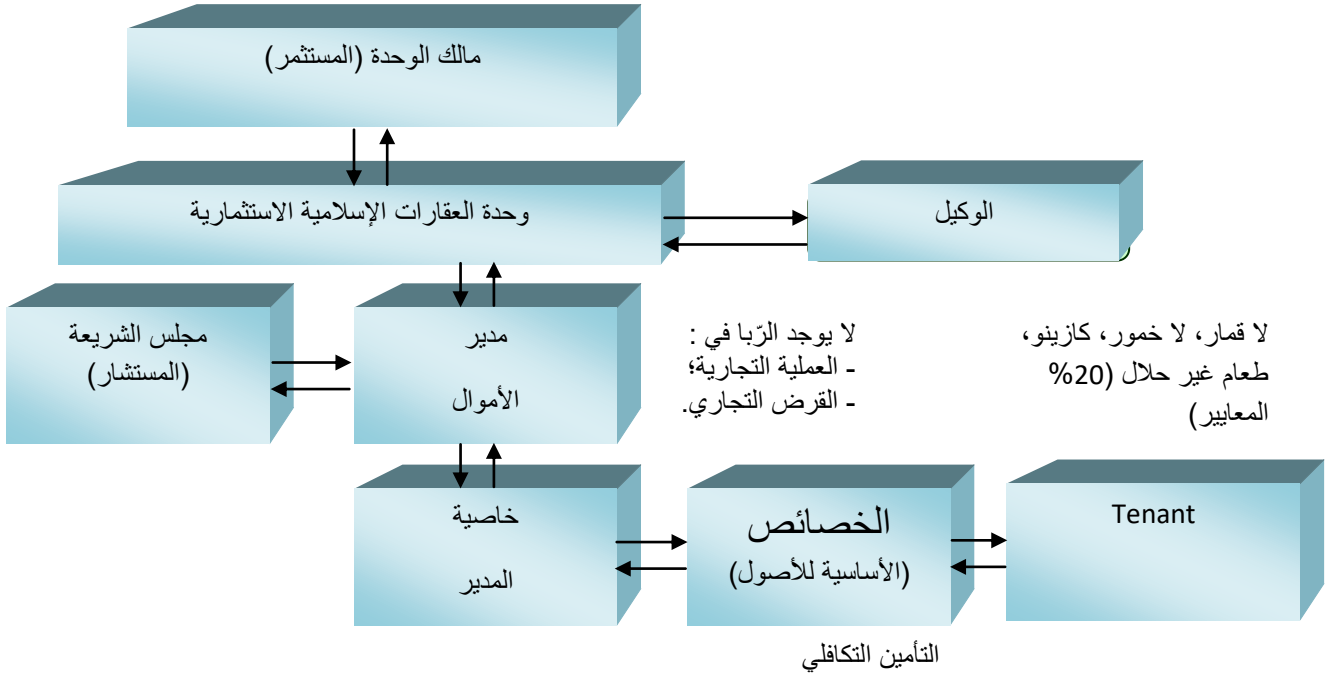 مالك الوحدة (المستثمر)
وحدة العقارات الإسلامية الاستثمارية
الوكيل
مجلس الشريعة
(المستشار)
مدير
الأموال
لا يوجد الرّبا في :
- العملية التجارية؛
- القرض التجاري.
لا قمار، لا خمور، كازينو،
طعام غير حلال (20%
المعايير)
خاصية
المدير
الخصائص
(الأساسية للأصول)
Tenant
التأمين التكافلي